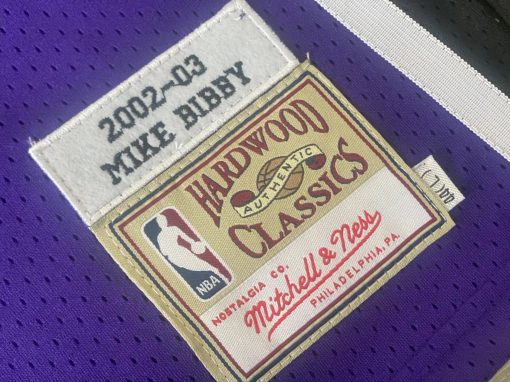 2002-03
MIKE BIBBY
HARDWOOD
AUTHENTIC
CLASSICS
NBA
NOSTALGIA CO.
Mitchell & Ness
PHILADELPHIA, PA.